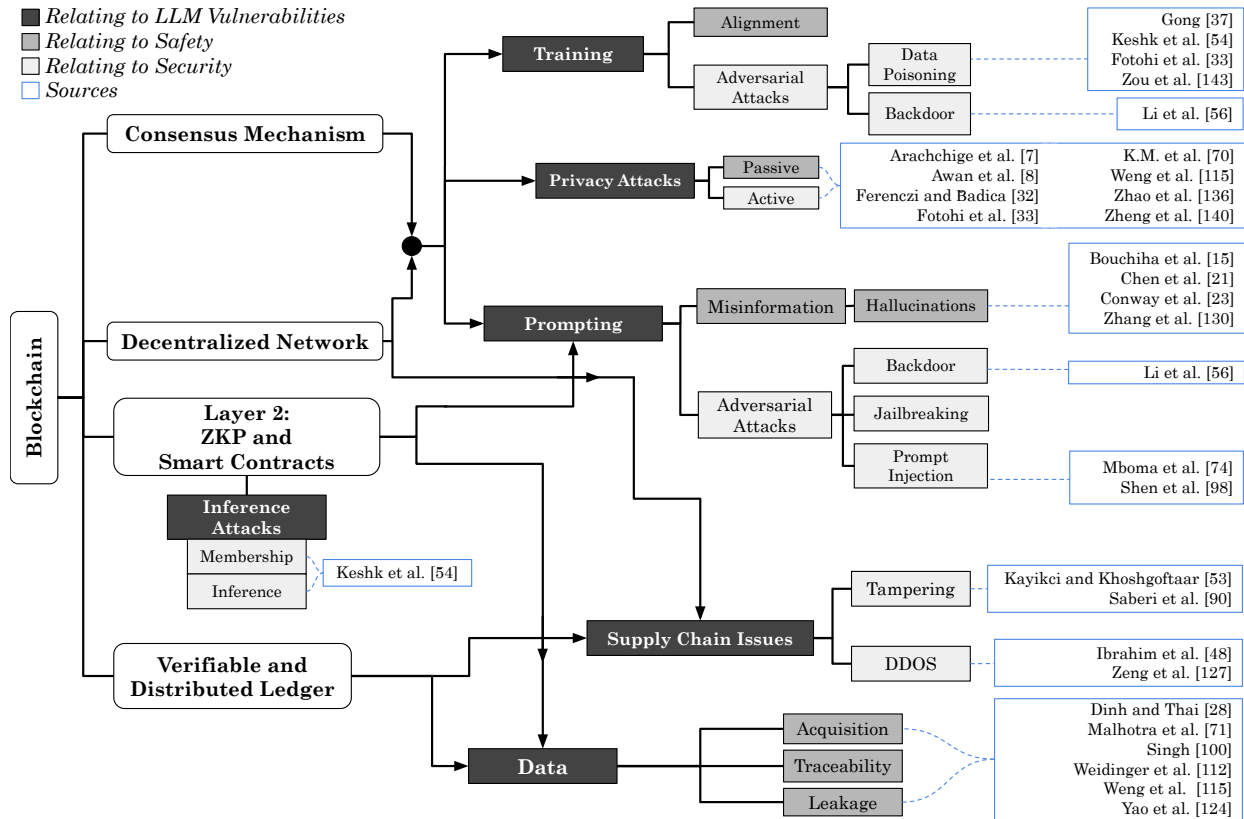 Relating to LLM Vulnerabilities
Relating to Safety
Relating to Security
Sources
Blockchain
Consensus Mechanism
Decentralized Network
Layer 2:
ZKP and
Smart Contracts
Inference
Attacks
Membership
Inference
Keshk et al. [54]
Verifiable and
Distributed Ledger
Training
Alignment
Adversarial
Attacks
Data
Poisoning
Backdoor
Gong [37]
Keshk et al. [54]
Fotohi et al. [33]
Zou et al. [143]
Li et al. [56]
Privacy Attacks
Passive
Active
Arachchige et al. [7]
Awan et al. [8]
Ferenczi and Badica [32]
Fotohi et al. [33]
K.M. et al. [70]
Weng et al. [115]
Zhao et al. [136]
Zheng et al. [140]
Prompting
Misinformation
Hallucinations
Bouchiha et al. [15]
Chen et al. [21]
Conway et al. [23]
Zhang et al. [130]
Adversarial
Attacks
Backdoor
Jailbreaking
Prompt
Injection
Li et al. [56]
Mboma et al. [74]
Shen et al. [98]
Supply Chain Issues
Tampering
DDOS
Kayikci and Khoshgoftaar [53]
Saberi et al. [90]
Ibrahim et al. [48]
Zeng et al. [127]
Data
Acquisition
Traceability
Leakage
Dinh and Thai [28]
Malhotra et al. [71]
Singh [100]
Weidinger et al. [112]
Weng et al. [115]
Yao et al. [124]